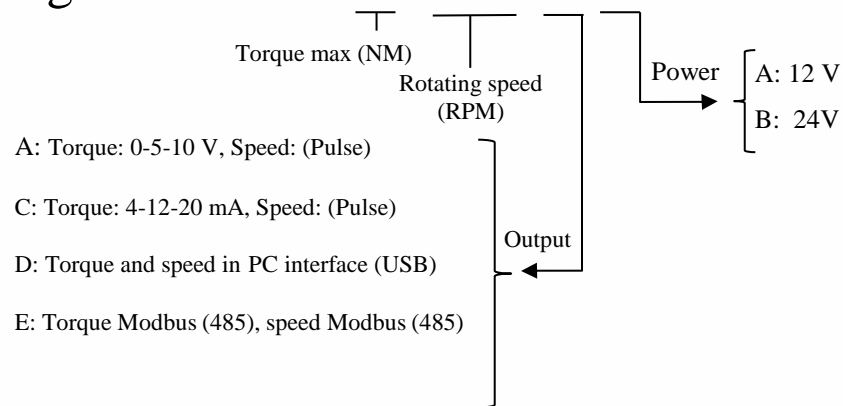 Torque max (NM)
Rotating speed
(RPM)
Power
A: 12 V
B: 24V
A: Torque: 0-5-10 V, Speed: (Pulse)
C: Torque: 4-12-20 mA, Speed: (Pulse)
Output
D: Torque and speed in PC interface (USB)
E: Torque Modbus (485), speed Modbus (485)